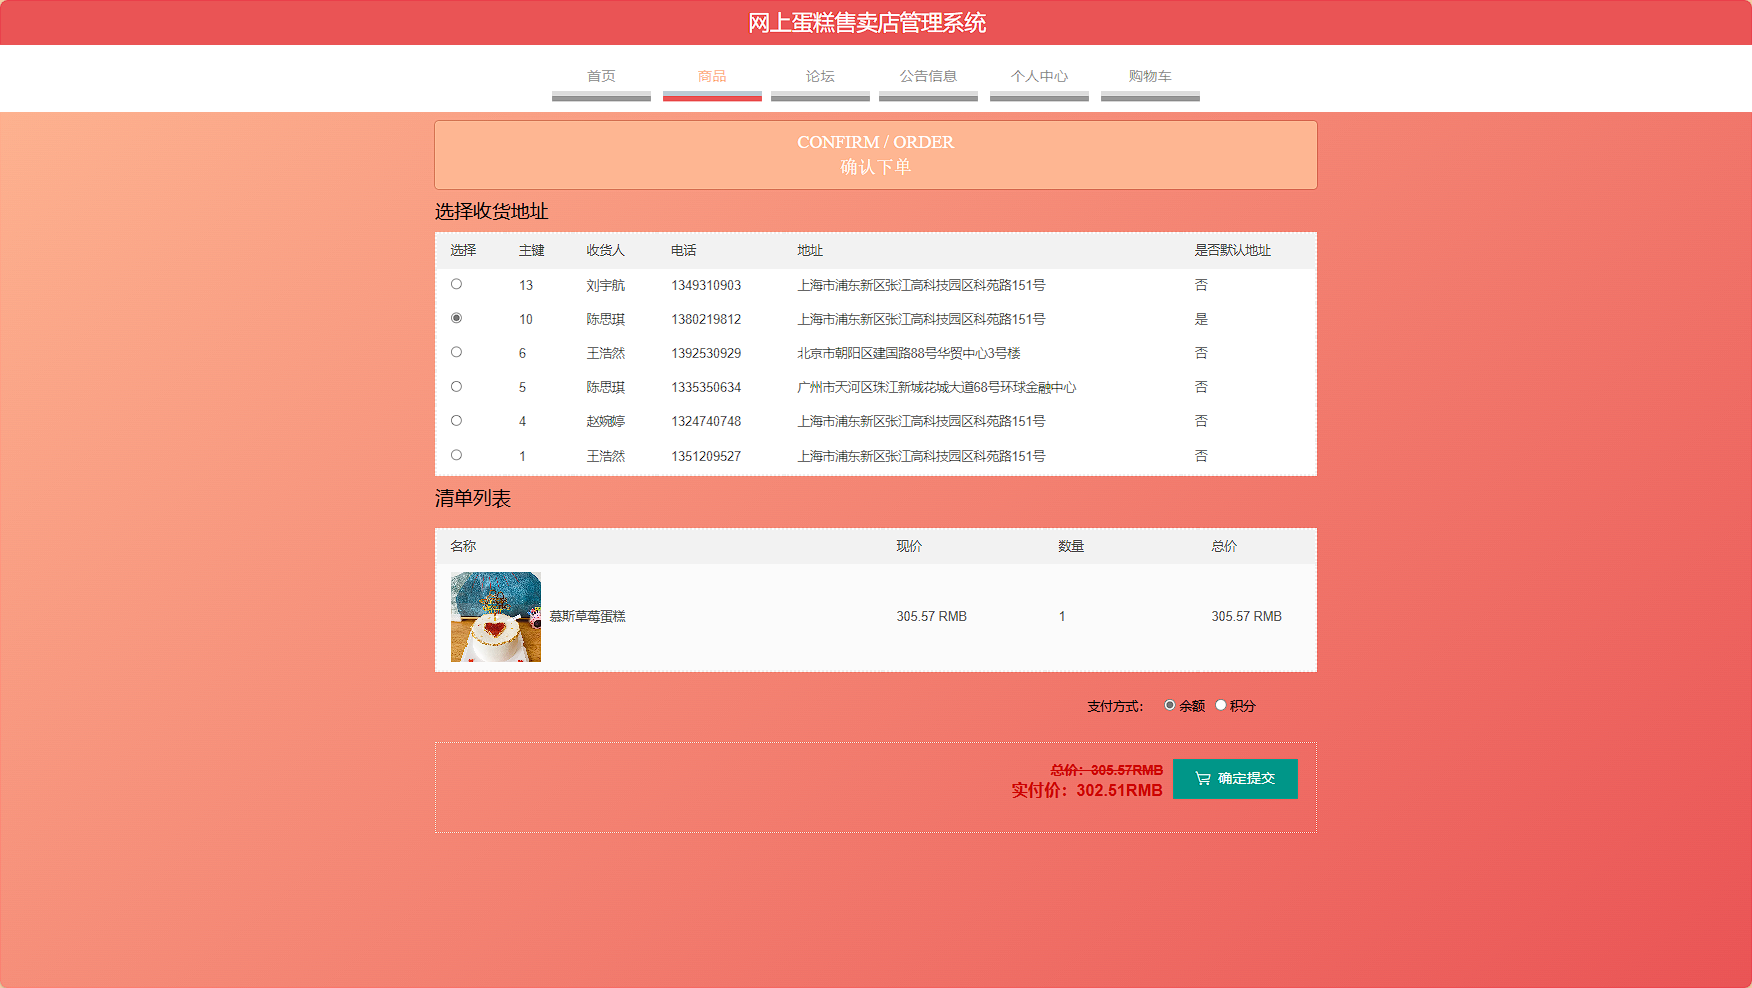 网上蛋糕售卖店管理系统
首页 商品 论坛 公告信息 个人中心 购物车
CONFIRM / ORDER
确认下单
选择收货地址
选择 主键 收货人 电话 地址 是否默认地址
13 刘宇航 1349310903 上海市浦东新区张江高科技园区科苑路151号 否
10 陈思琪 1380219812 上海市浦东新区张江高科技园区科苑路151号 是
6 王浩然 1392530929 北京市朝阳区建国路88号华贸中心3号楼 否
5 陈思琪 1335350634 广州市天河区珠江新城花城大道68号环球金融中心 否
4 赵婉婷 1324740748 上海市浦东新区张江高科技园区科苑路151号 否
1 王浩然 1351209527 上海市浦东新区张江高科技园区科苑路151号 否
清单列表
名称 现价 数量 总价
慕斯草莓蛋糕 305.57 RMB 1 305.57 RMB
支付方式： 余额 积分
总价：305.57RMB
实付价：302.51RMB
确定提交